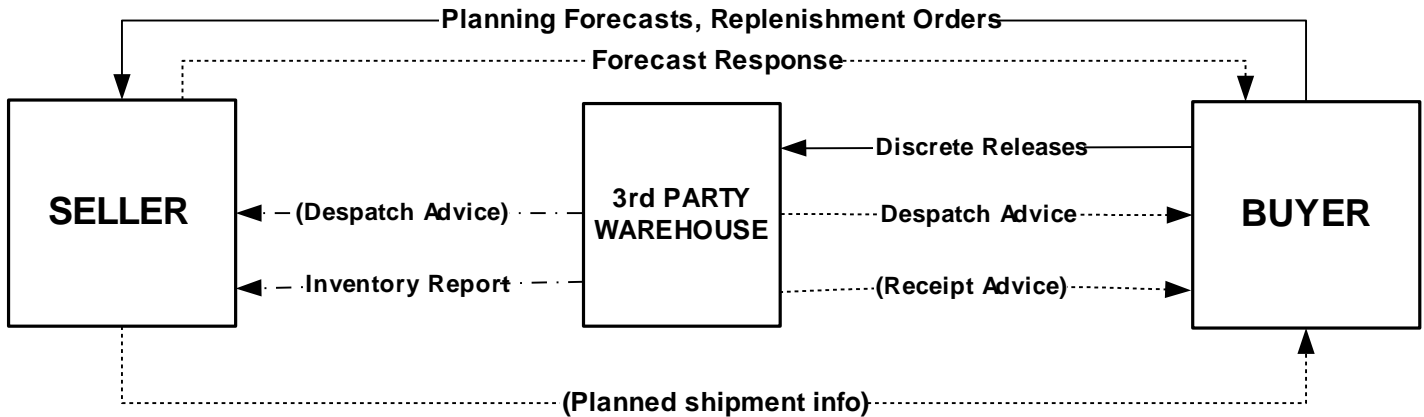 Planning Forecasts, Replenishment Orders
Forecast Response
Discrete Releases
SELLER
(Despatch Advice)
3rd PARTY
WAREHOUSE
Despatch Advice
BUYER
Inventory Report
(Receipt Advice)
(Planned shipment info)